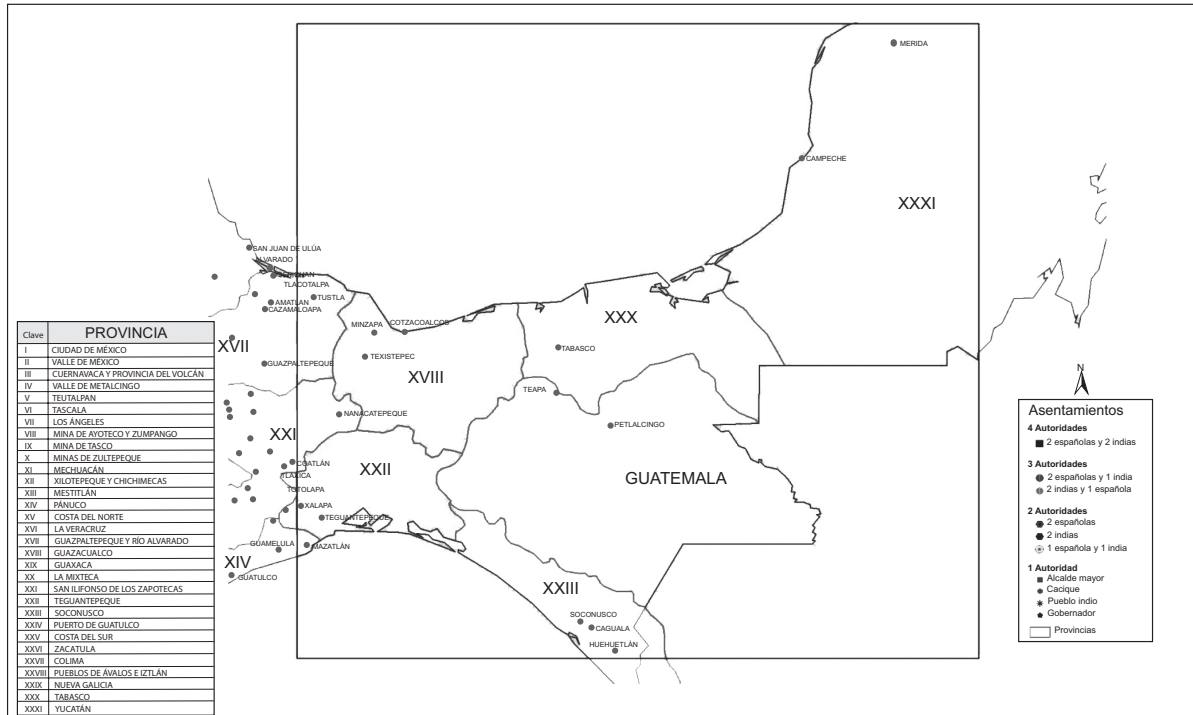 MERIDA
CAMPECHE
XXXI
SAN JUAN DE ULÚA
ALVARADO
TLACOTALPA
TUSTLA
AMATLAN
CAZAMALOAPA
MINZAPA
COTZACOALCOS
XXX
TABASCO
XVII
TEXISTEPEC
GUAZPALTEPEQUE
XVIII
TEAPA
NANACATEPEQUE
PETLALCINGO
XXI
COATLÁN
XXII
TLAXICA
GUATEMALA
TOTOLAPA
XALAPA
TEGUANTEPEQUE
GUAMELULA
MAZATLÁN
XIV
GUATULCO
XXIII
SOCONUSCO
CAGUALA
HUEHUETLÁN
Clave PROVINCIA
I CIUDAD DE MÉXICO
II VALLE DE MÉXICO
III CUERNAVACA Y PROVINCIA DEL VOLCÁN
IV VALLE DE METALCINGO
V TEUTALPAN
VI TASCALA
VII LOS ÁNGELES
VIII MINA DE AYOTECO Y ZUMPANGO
IX MINA DE TASCO
X MINAS DE ZULTEPEQUE
XI MECHUACÁN
XII XILOTEPEQUE Y CHICHIMECAS
XIII MESTITLÁN
XIV PÁNUCO
XV COSTA DEL NORTE
XVI LA VERACRUZ
XVII GUAZPALTEPEQUE Y RÍO ALVARADO
XVIII GUAZACUALCO
XIX GUAXACA
XX LA MIXTECA
XXI SAN ILIFONSO DE LOS ZAPOTECAS
XXII TEGUANTEPEQUE
XXIII SOCONUSCO
XXIV PUERTO DE GUATULCO
XXV COSTA DEL SUR
XXVI ZACATULA
XXVII COLIMA
XXVIII PUEBLOS DE ÁVALOS E IZTLÁN
XXIX NUEVA GALICIA
XXX TABASCO
XXXI YUCATÁN
N
Asentamientos
4 Autoridades
2 españolas y 2 indias
3 Autoridades
2 españolas y 1 india
2 indias y 1 española
2 Autoridades
2 españolas
2 indias
1 española y 1 india
1 Autoridad
Alcalde mayor
Cacique
Pueblo indio
Gobernador
Provincias